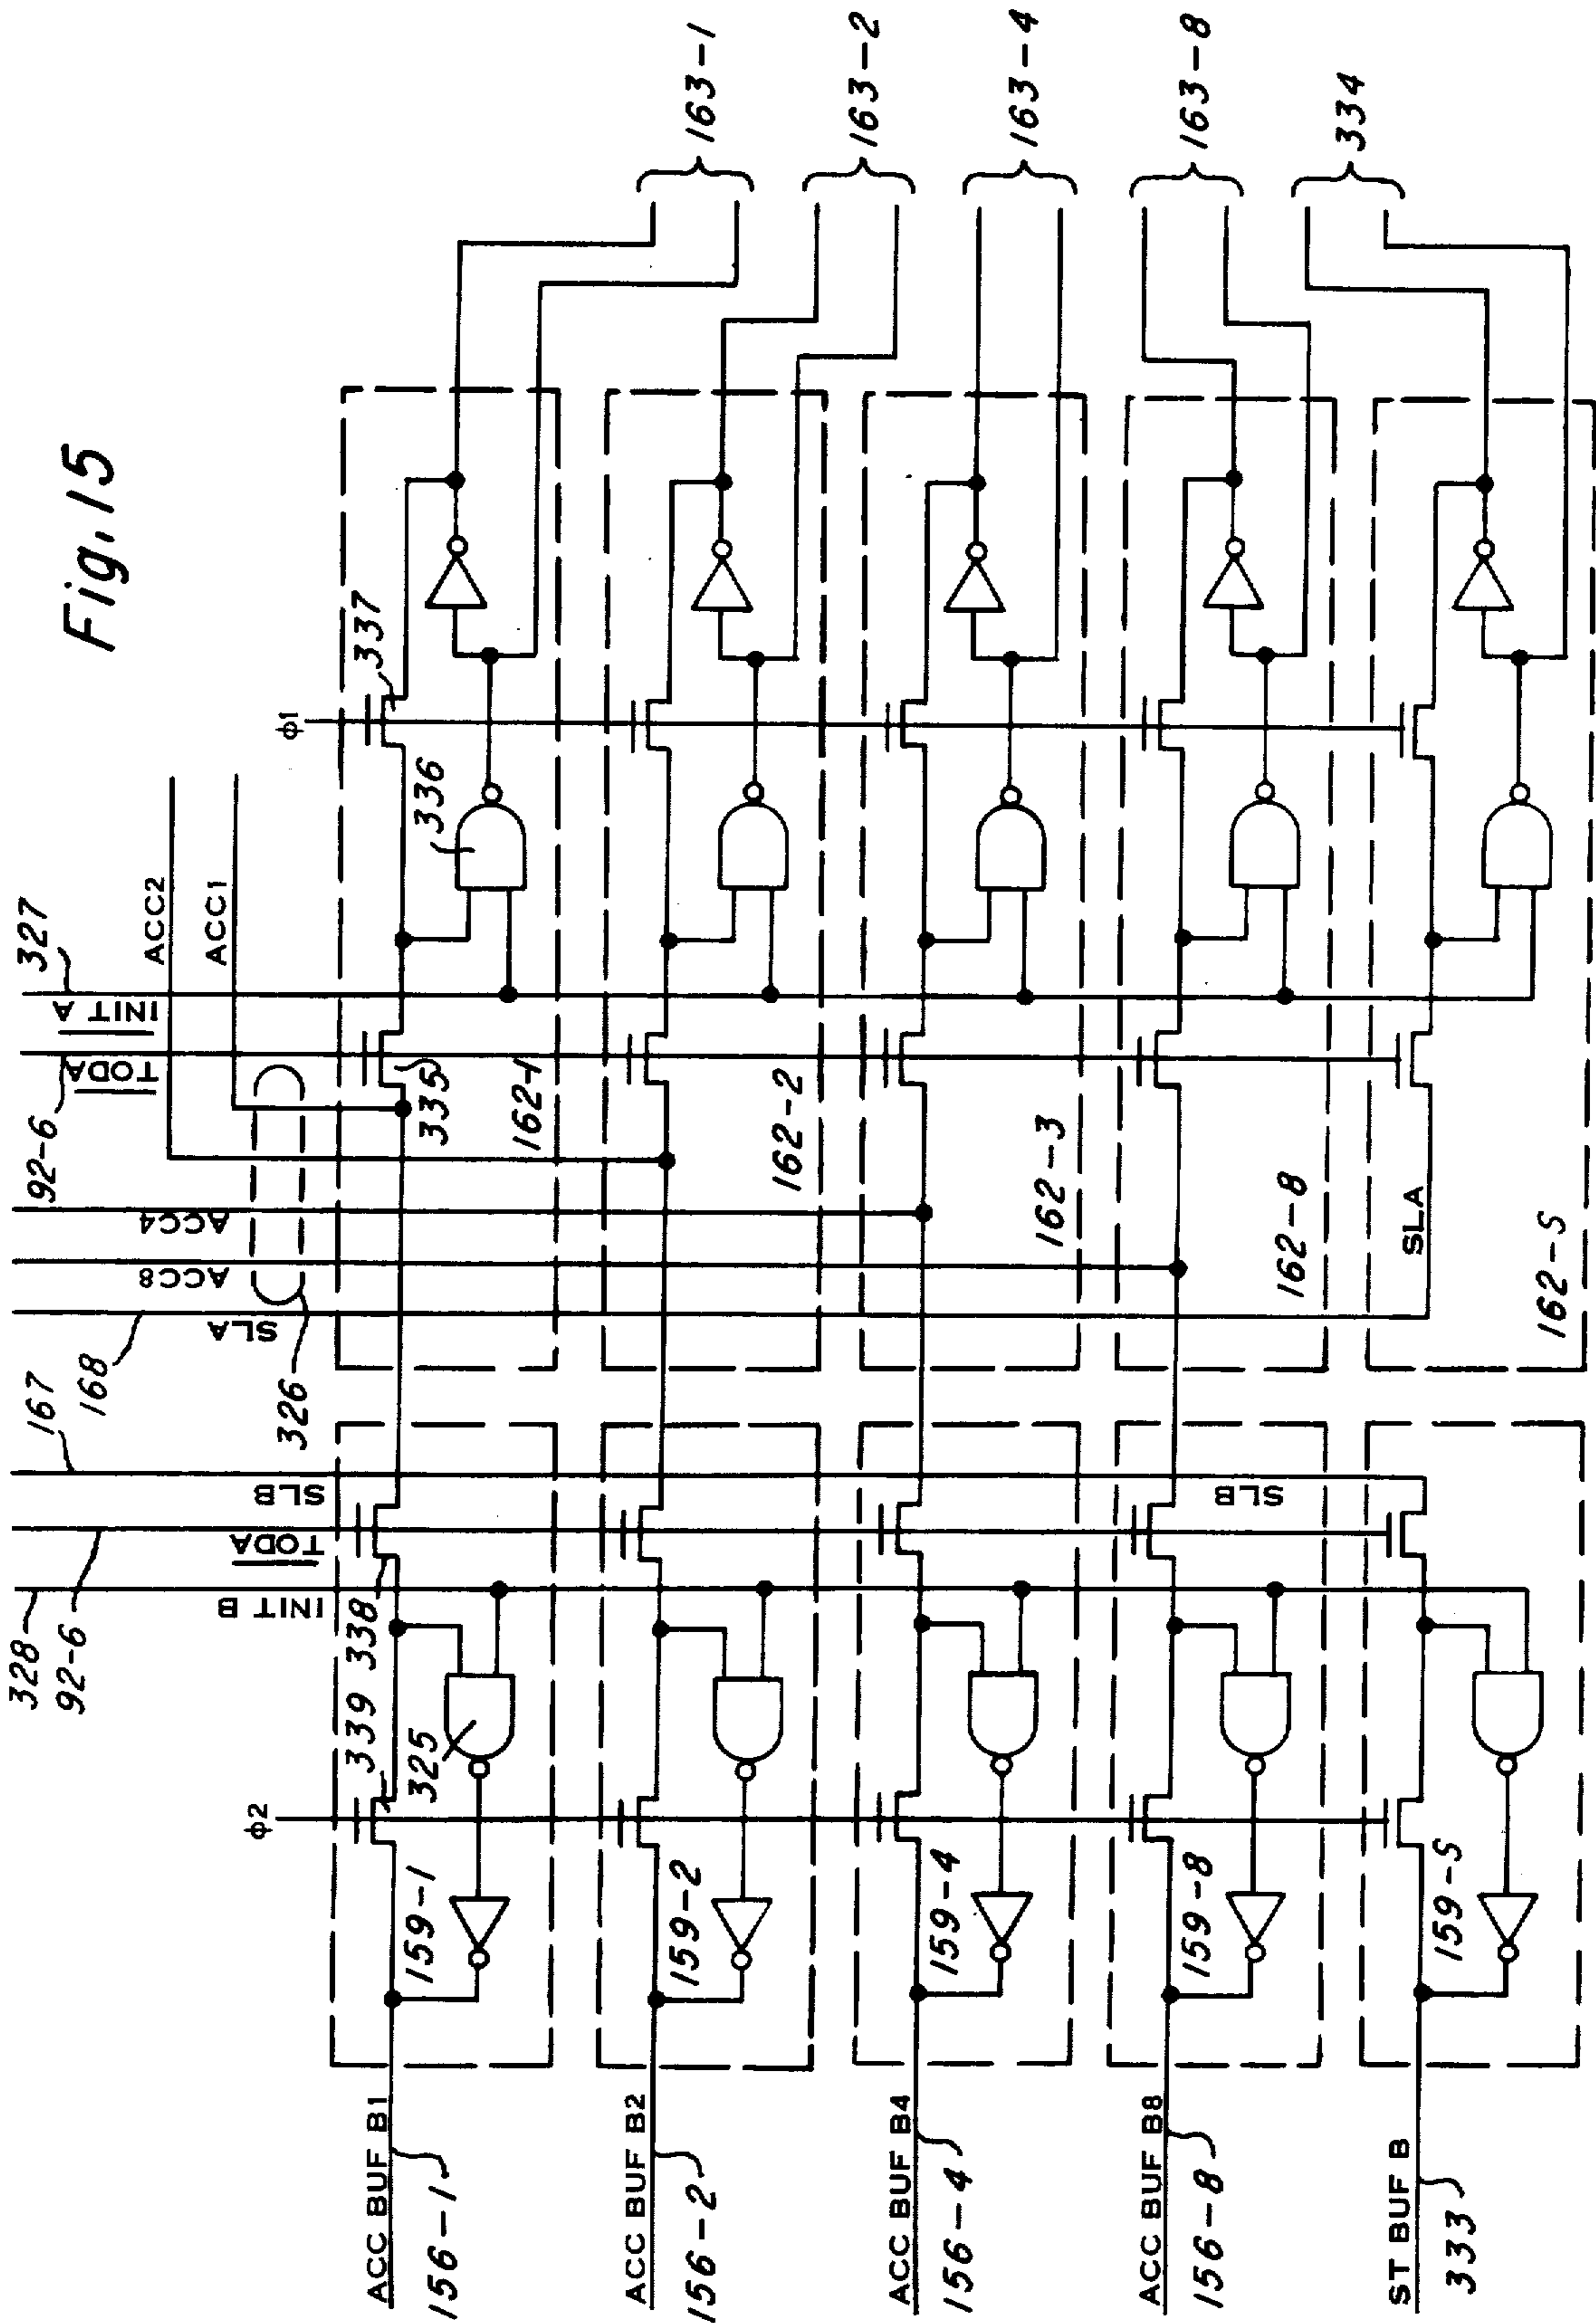 Fig. 15
328
92-6
167
168
92-6
327
INIT B
TODA
SLB
SLA
ACC8
ACC4
TODA
INIT A
ACC2
ACC1
326
φ2
φ1
339
338
335
336
337
325
159-1
162-1
163-1
ACC BUF B1
156-1
159-2
162-2
163-2
ACC BUF B2
156-2
159-4
162-3
163-4
ACC BUF B4
156-4
SLB
159-8
162-8
163-8
ACC BUF B8
156-8
SLA
159-S
162-S
334
ST BUF B
333